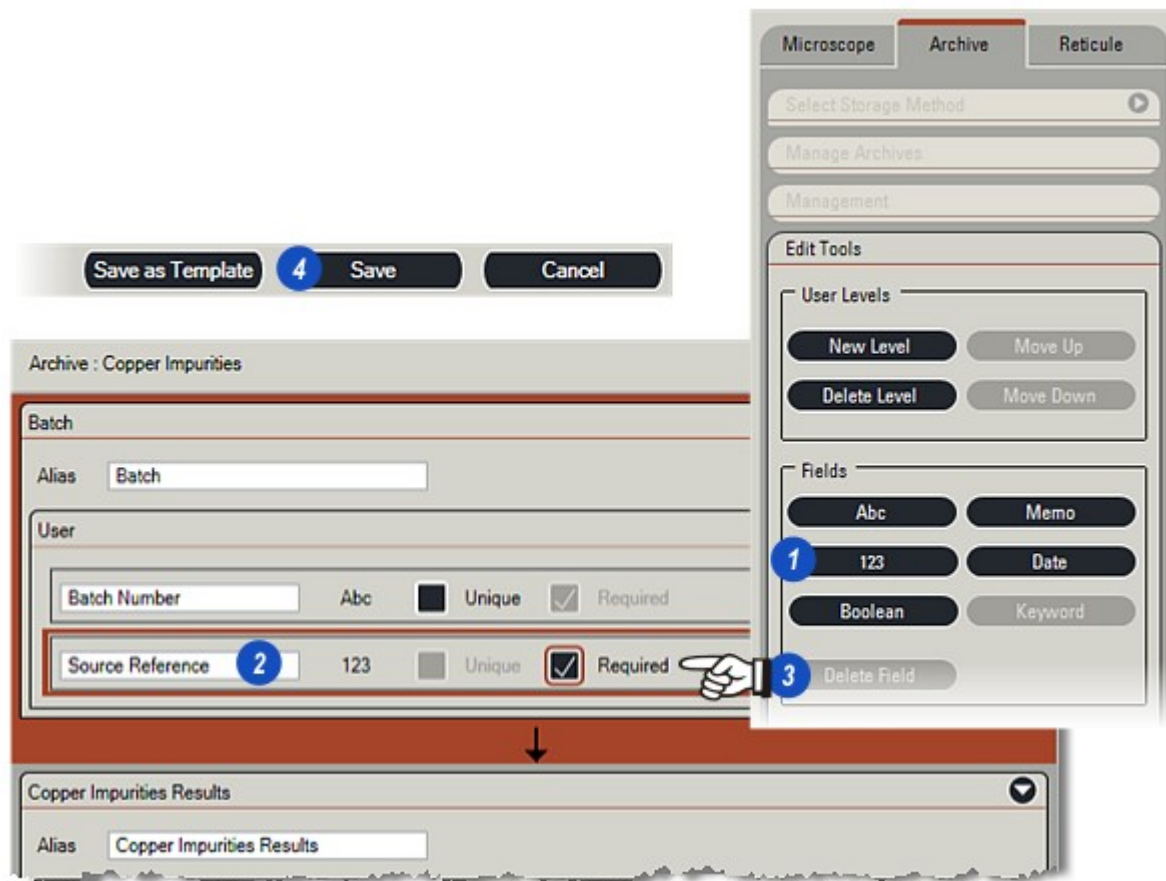 Microscope Archive Reticule
Select Storage Method
Manage Archives
Management
Edit Tools
User Levels
New Level Move Up
Delete Level Move Down
Fields
Abc Memo
1 123 Date
Boolean Keyword
3 Delete Field
Save as Template 4 Save Cancel
Archive : Copper Impurities
Batch
Alias Batch
User
Batch Number Abc Unique Required
Source Reference 2 123 Unique Required
Copper Impurities Results
Alias Copper Impurities Results